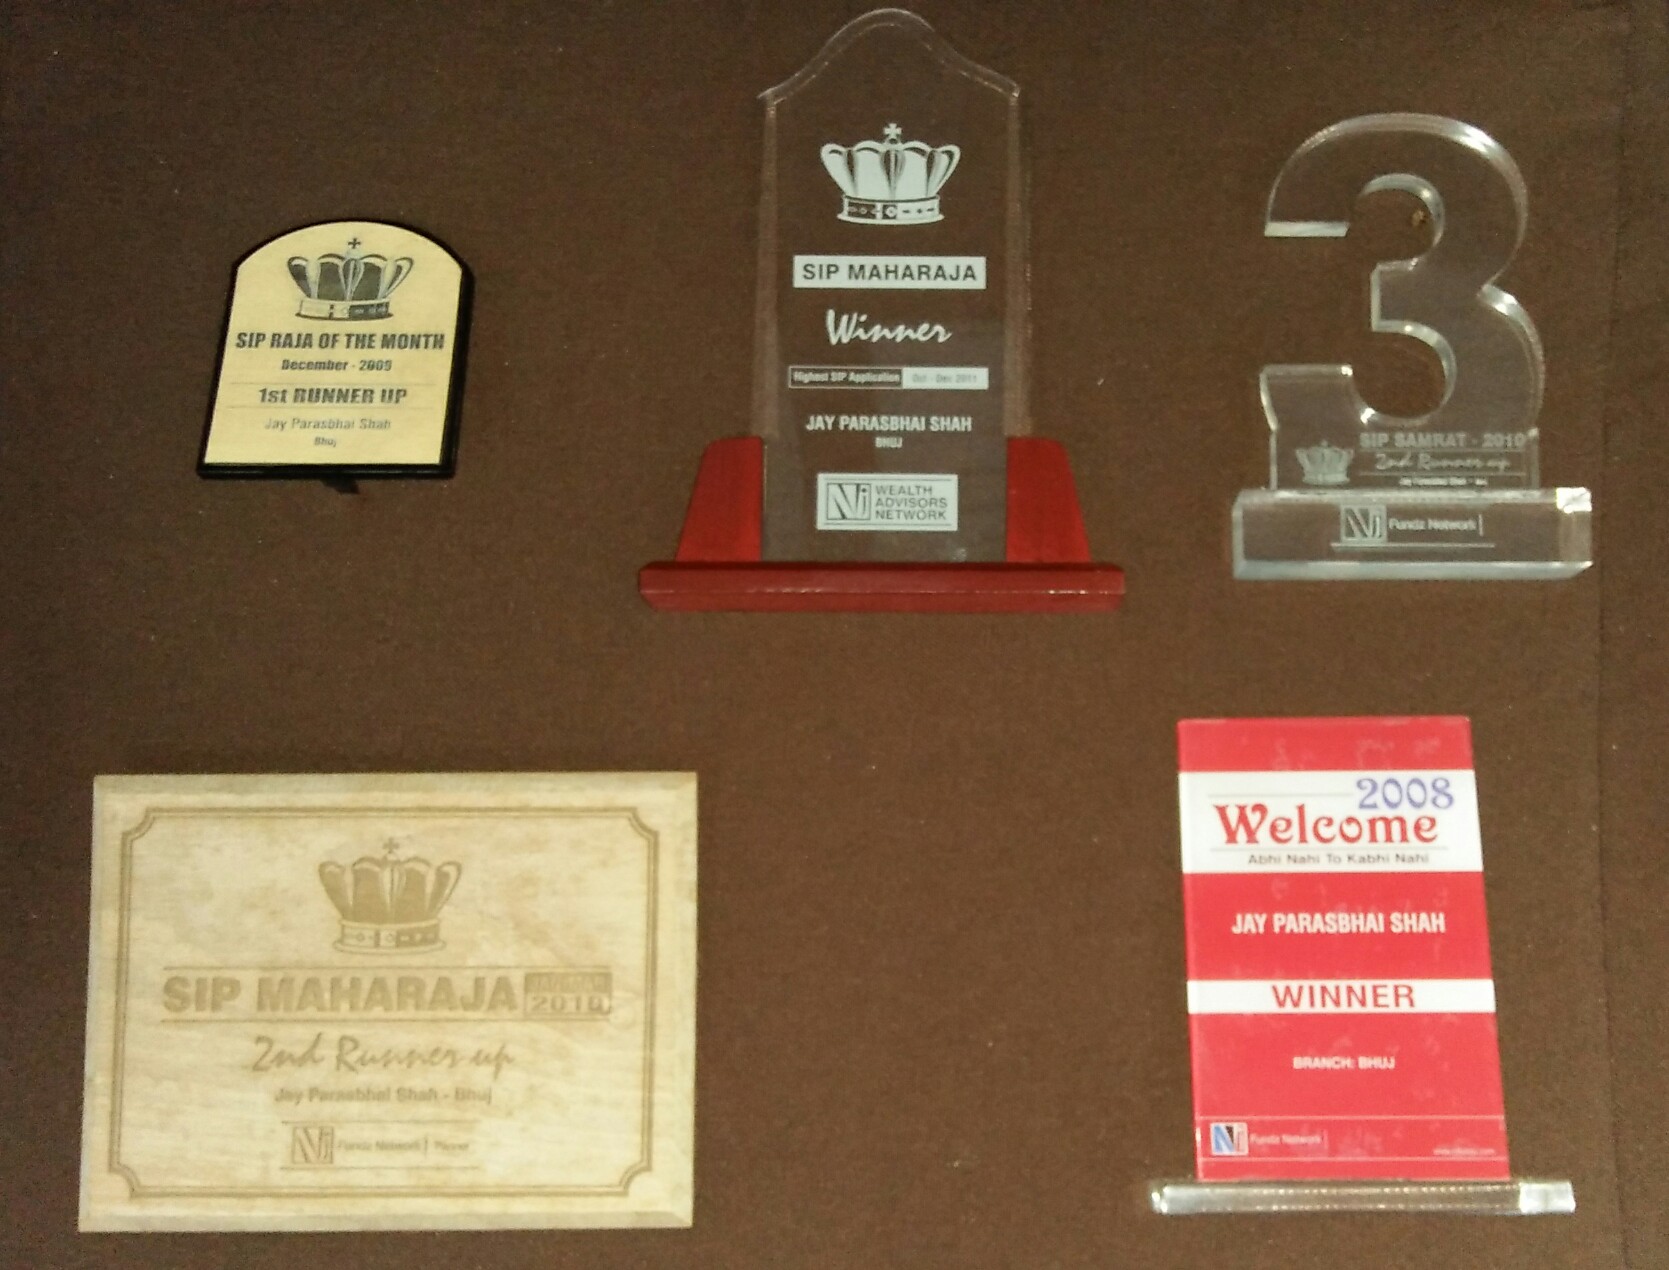 SIP RAJA OF THE MONTH
December - 2009
1st RUNNER UP
Jay Parasbhai Shah
Bhuj
SIP MAHARAJA
Winner
Highest SIP Application Oct - Dec 2011
JAY PARASBHAI SHAH
BHUJ
NJ WEALTH
ADVISORS
NETWORK
3
SIP SAMRAT - 2010
2nd Runner up
Jay Parasbhai Shah
NJ Fundz Network
SIP MAHARAJA
2010
2nd Runner up
Jay Parasbhai Shah - Bhuj
NJ Fundz Network
2008
Welcome
Abhi Nahi To Kabhi Nahi
JAY PARASBHAI SHAH
WINNER
BRANCH: BHUJ
NJ Fundz Network